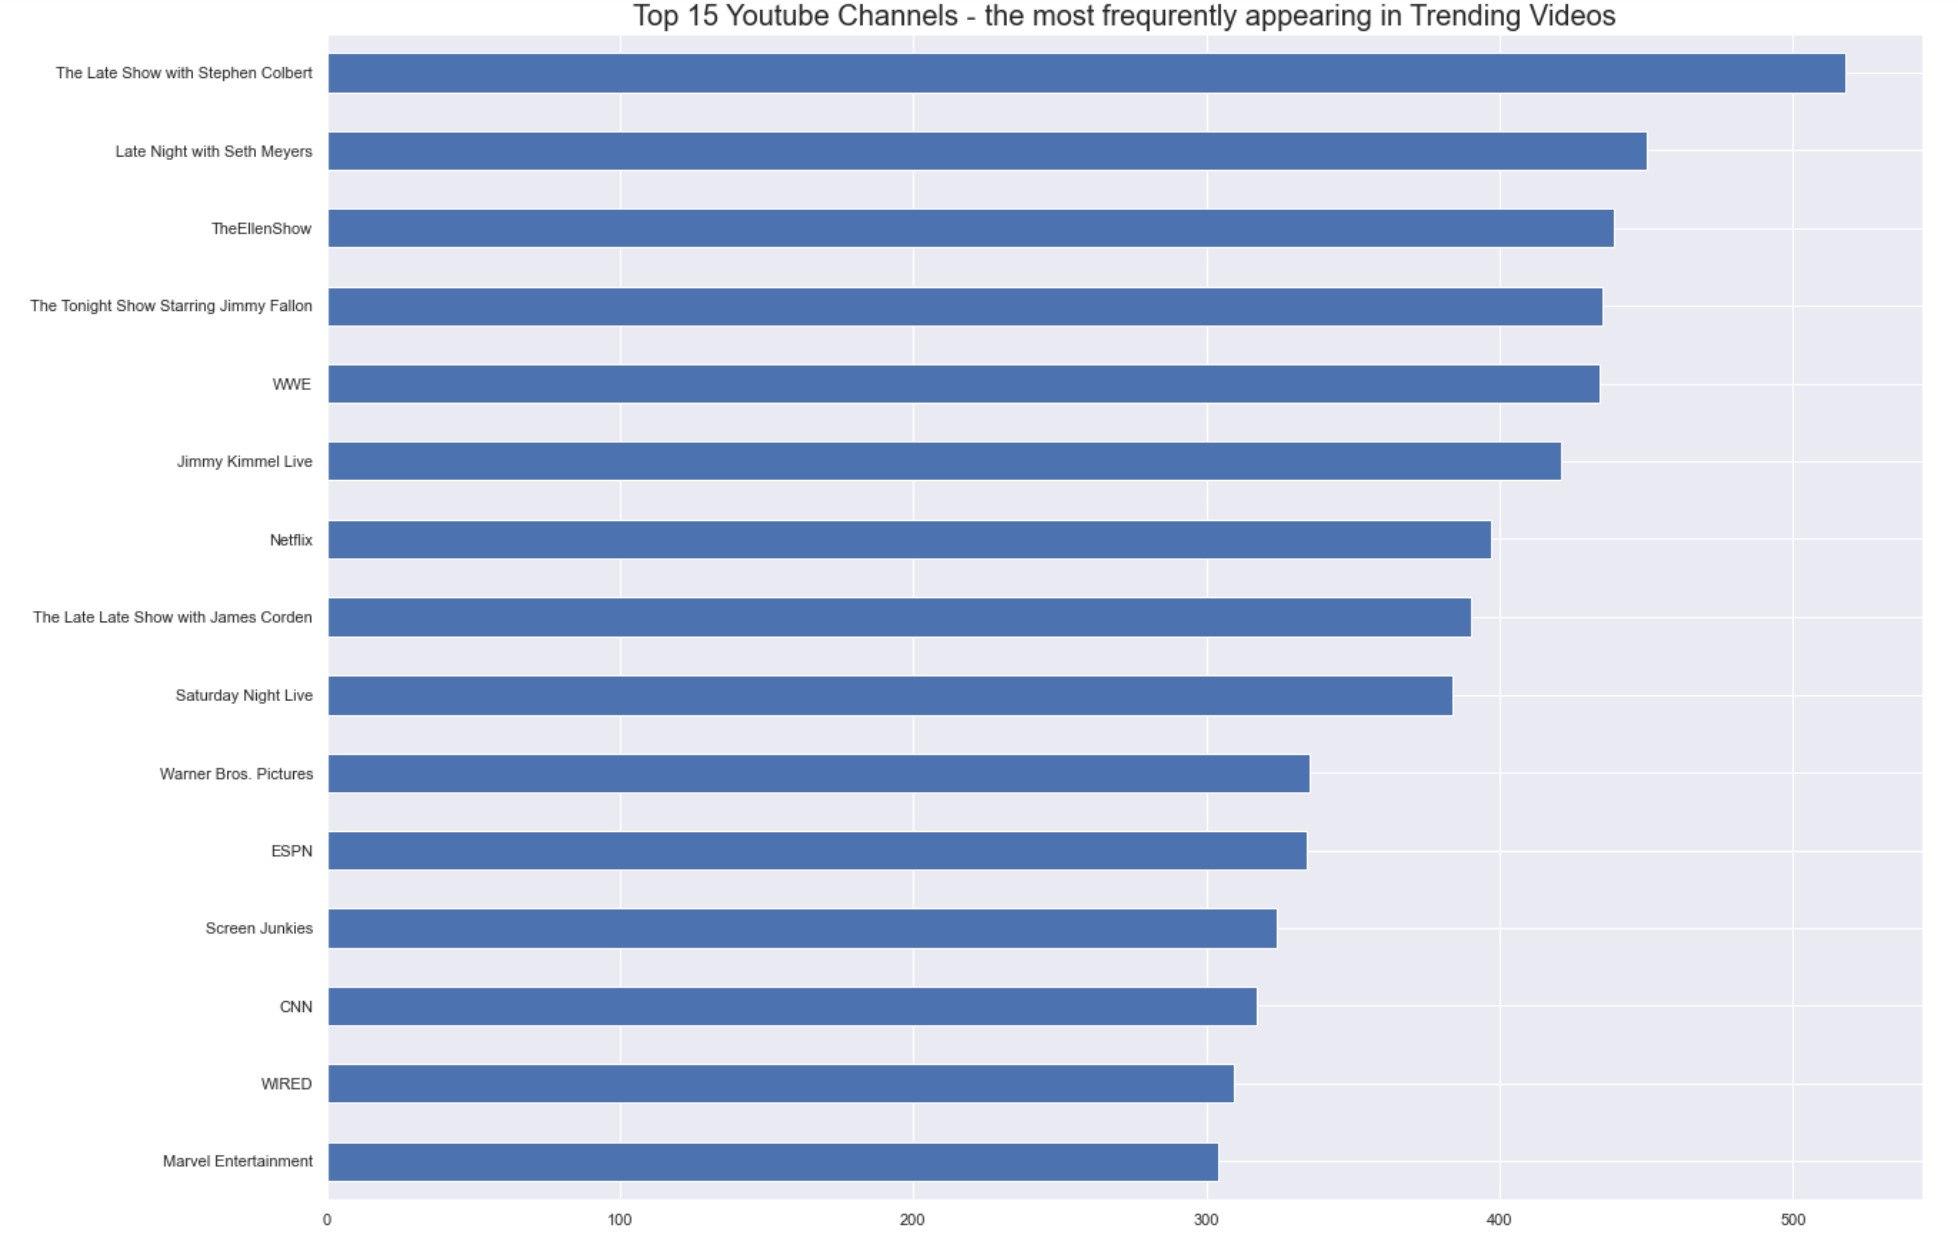 Top 15 Youtube Channels - the most frequrently appearing in Trending Videos
The Late Show with Stephen Colbert
Late Night with Seth Meyers
TheEllenShow
The Tonight Show Starring Jimmy Fallon
WWE
Jimmy Kimmel Live
Netflix
The Late Late Show with James Corden
Saturday Night Live
Warner Bros. Pictures
ESPN
Screen Junkies
CNN
WIRED
Marvel Entertainment
0 100 200 300 400 500